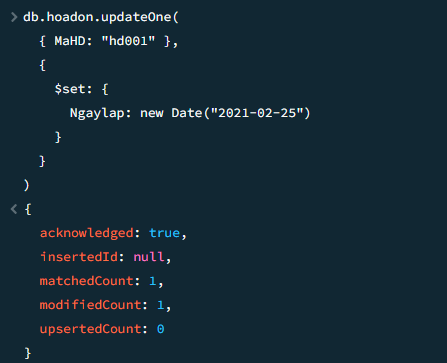 > db.hoadon.updateOne(
{ MaHD: "hd001" },
{
$set: {
Ngaylap: new Date("2021-02-25")
}
}
)
< {
acknowledged: true,
insertedId: null,
matchedCount: 1,
modifiedCount: 1,
upsertedCount: 0
}